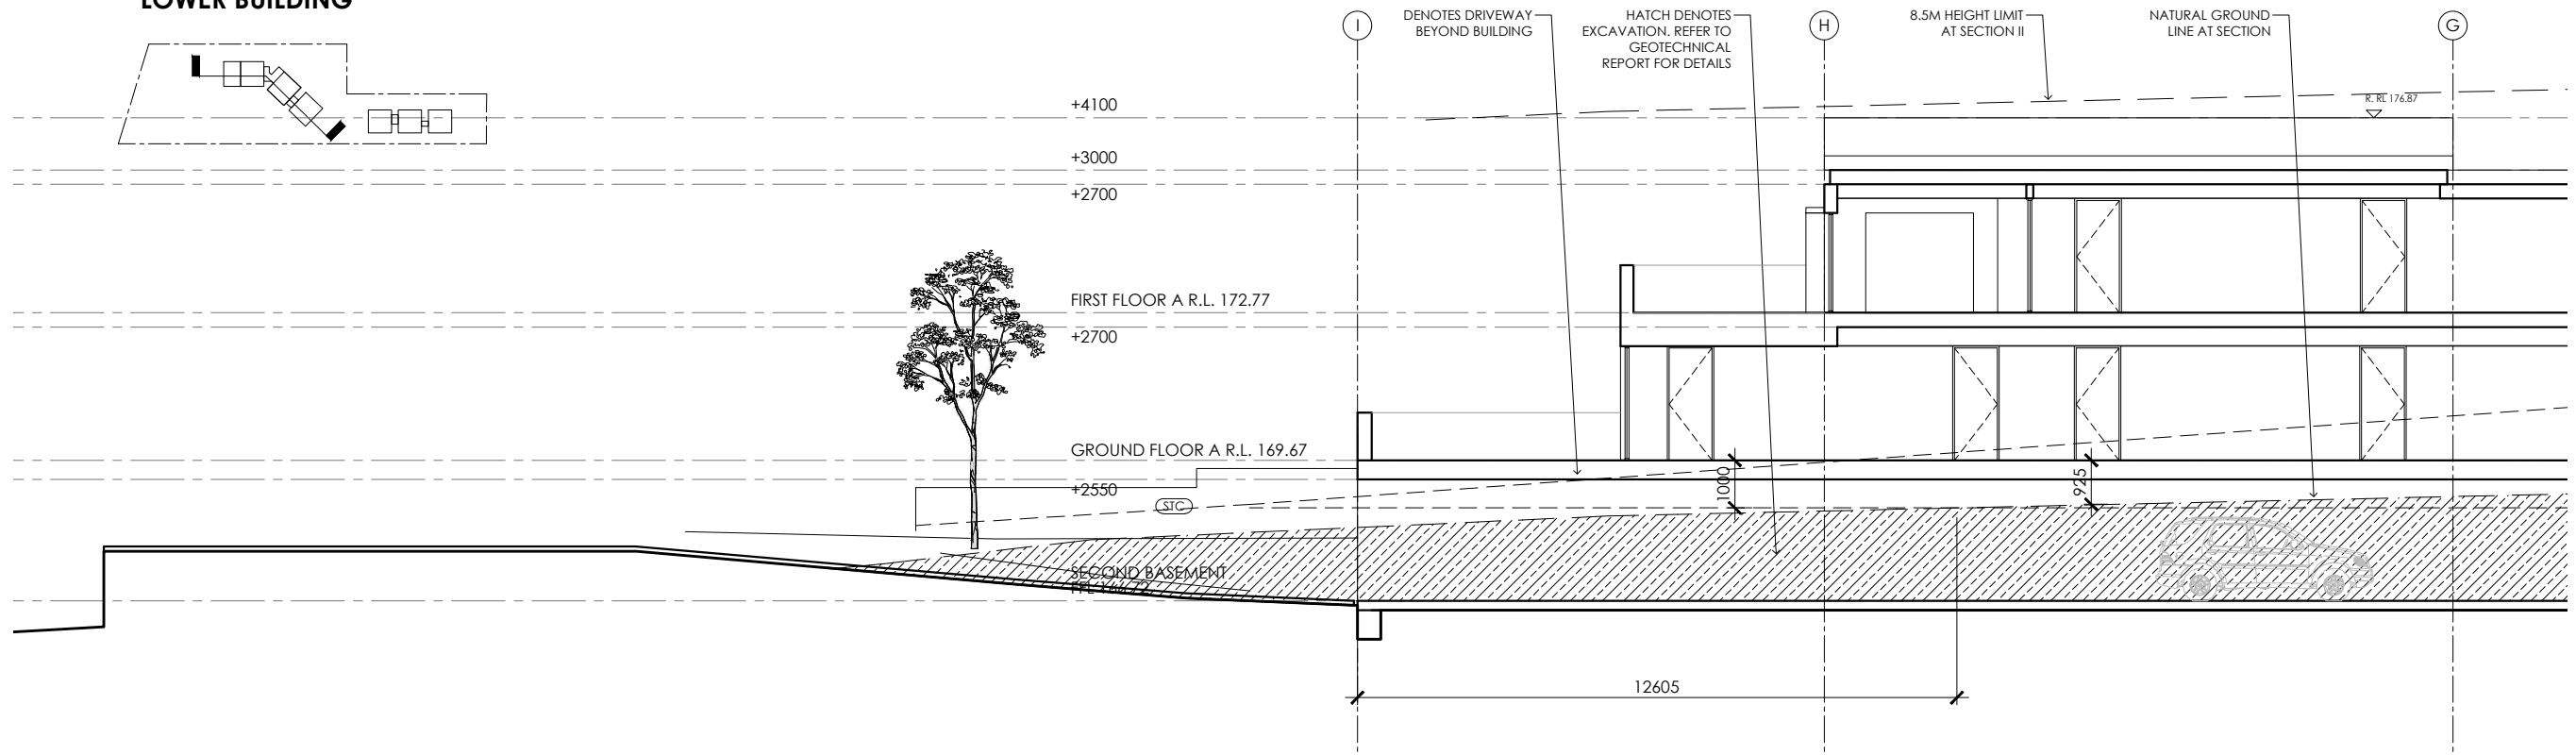 LOWER BUILDING
I
DENOTES DRIVEWAY
BEYOND BUILDING
HATCH DENOTES
EXCAVATION. REFER TO
GEOTECHNICAL
REPORT FOR DETAILS
H
8.5M HEIGHT LIMIT
AT SECTION II
NATURAL GROUND
LINE AT SECTION
G
+4100
R. RL 176.87
+3000
+2700
FIRST FLOOR A R.L. 172.77
+2700
GROUND FLOOR A R.L. 169.67
+2550
STC
1000
925
SECOND BASEMENT
FFL
12605